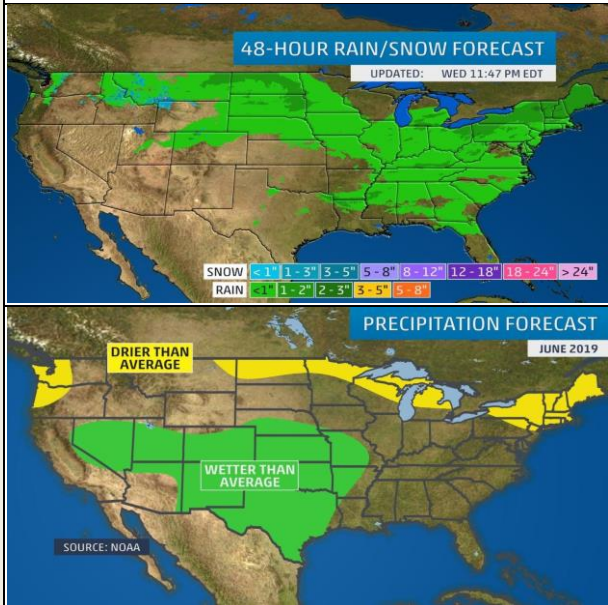 48-HOUR RAIN/SNOW FORECAST
UPDATED: WED 11:47 PM EDT
SNOW <1" 1-3" 3-5" 5-8" 8-12" 12-18" 18-24" >24"
RAIN <1" 1-2" 2-3" 3-5" 5-8"
PRECIPITATION FORECAST
JUNE 2019
DRIER THAN
AVERAGE
WETTER THAN
AVERAGE
SOURCE: NOAA